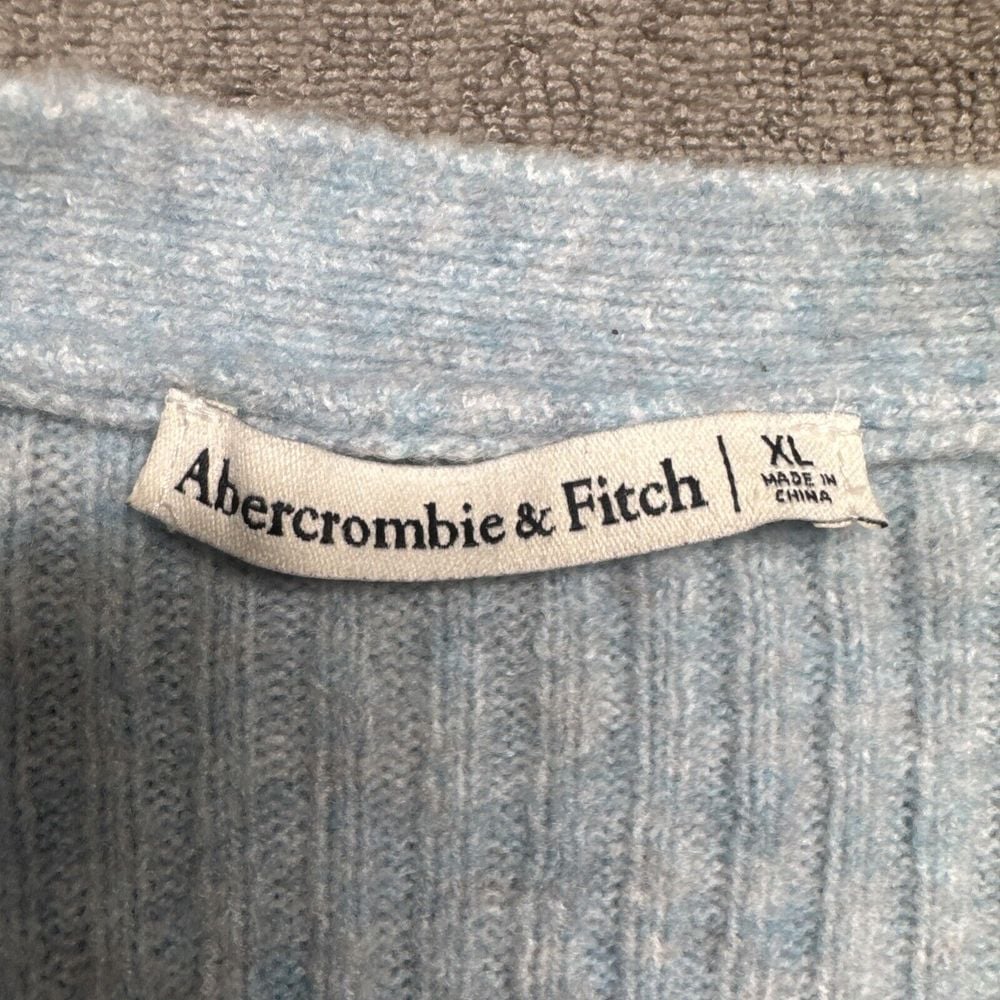 Abercrombie & Fitch | XL
MADE IN
CHINA